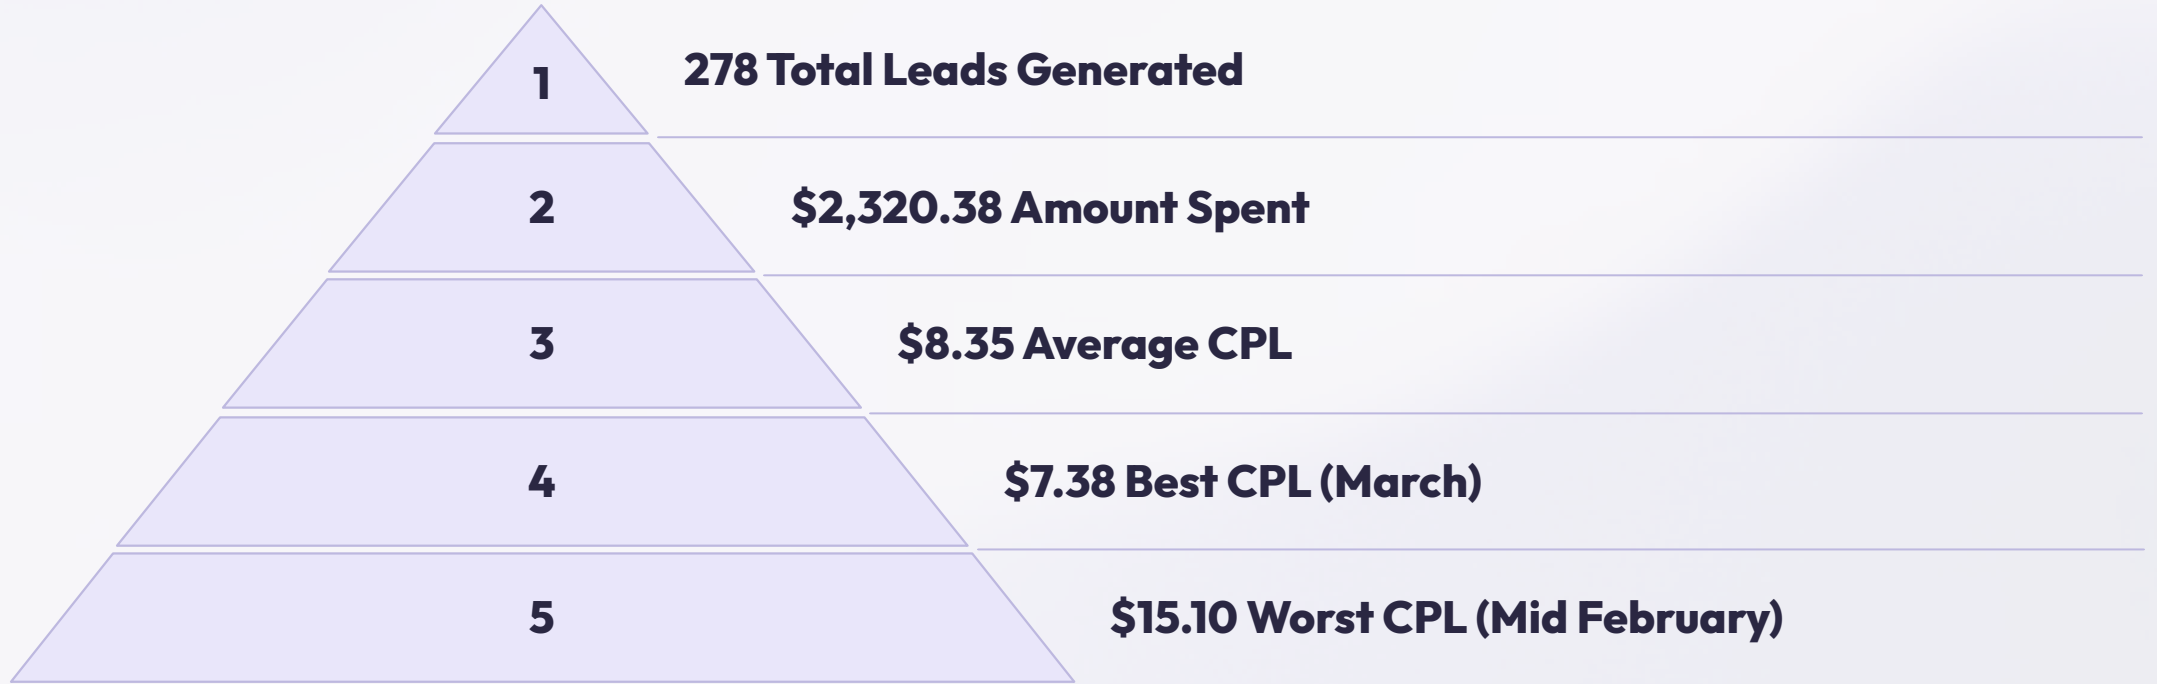 1
278 Total Leads Generated
2
$2,320.38 Amount Spent
3
$8.35 Average CPL
4
$7.38 Best CPL (March)
5
$15.10 Worst CPL (Mid February)